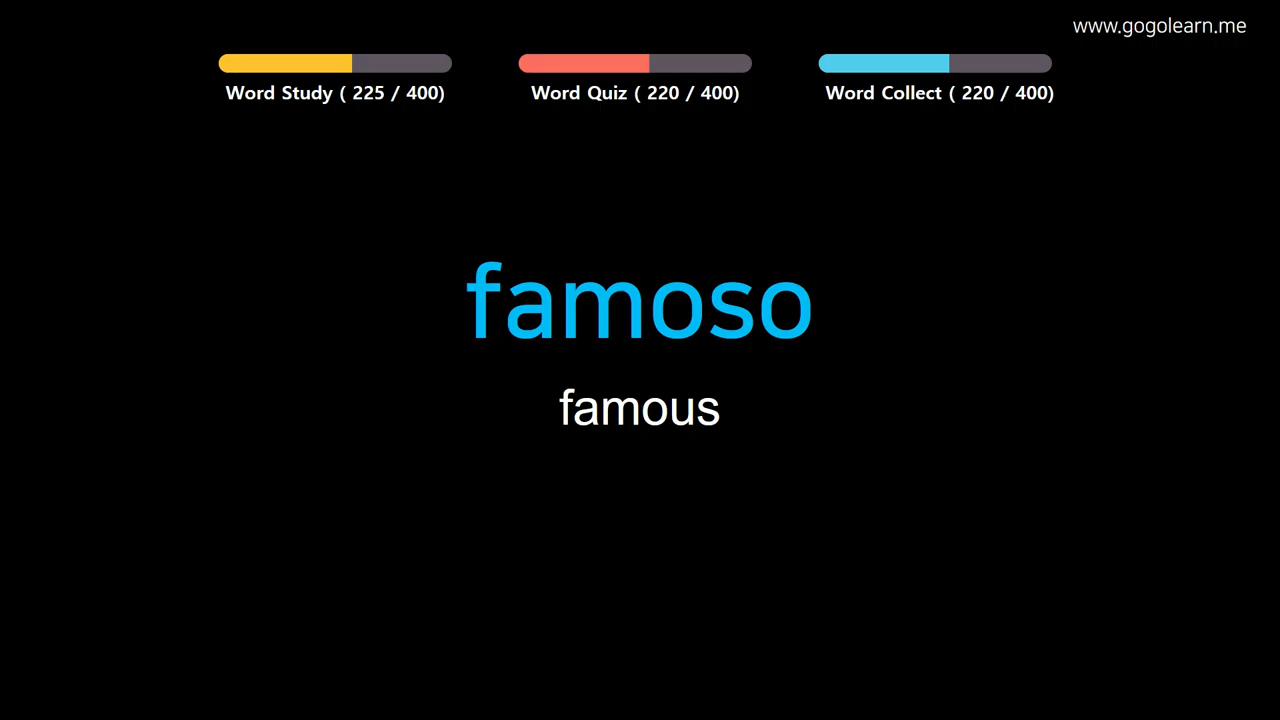 www.gogolearn.me
Word Study ( 225 / 400)
Word Quiz ( 220 / 400)
Word Collect ( 220 / 400)
famoso
famous